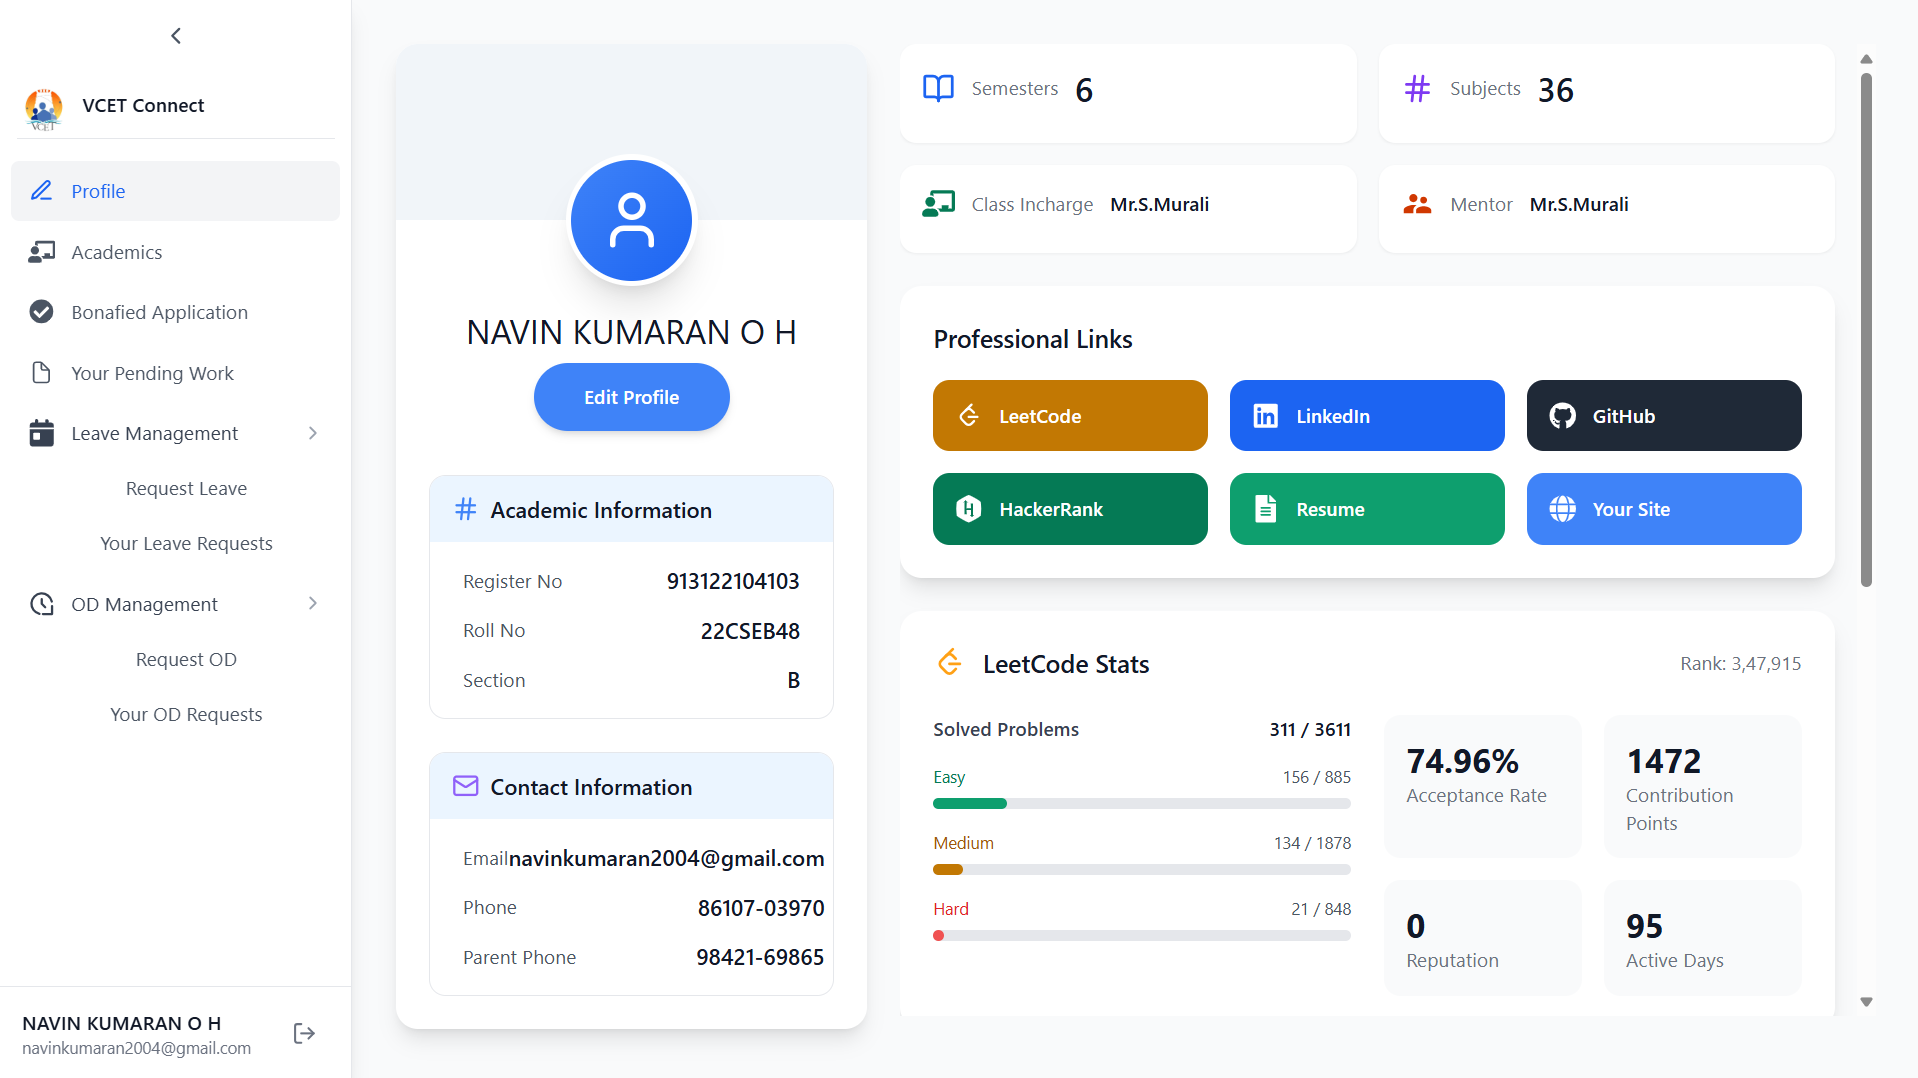 VCET Connect
Profile
Academics
Bonafied Application
Your Pending Work
Leave Management
Request Leave
Your Leave Requests
OD Management
Request OD
Your OD Requests
NAVIN KUMARAN O H
navinkumaran2004@gmail.com
NAVIN KUMARAN O H
Edit Profile
Academic Information
Register No 913122104103
Roll No 22CSEB48
Section B
Contact Information
Email navinkumaran2004@gmail.com
Phone 86107-03970
Parent Phone 98421-69865
Semesters 6
Subjects 36
Class Incharge Mr.S.Murali
Mentor Mr.S.Murali
Professional Links
LeetCode
LinkedIn
GitHub
HackerRank
Resume
Your Site
LeetCode Stats
Rank: 3,47,915
Solved Problems 311 / 3611
Easy 156 / 885
Medium 134 / 1878
Hard 21 / 848
74.96%
Acceptance Rate
1472
Contribution
Points
0
Reputation
95
Active Days
VCET